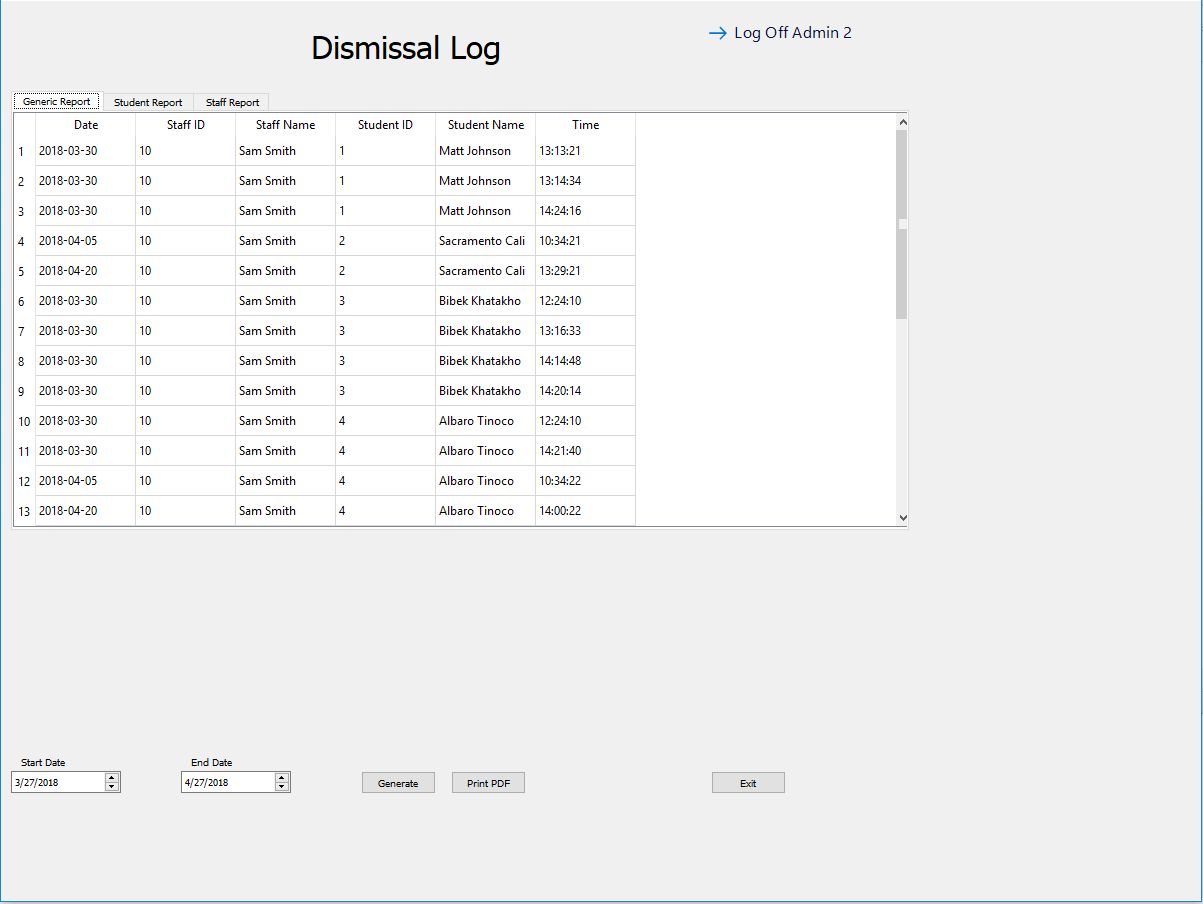 Dismissal Log
Log Off Admin 2
Generic Report Student Report Staff Report
Date Staff ID Staff Name Student ID Student Name Time
1 2018-03-30 10 Sam Smith 1 Matt Johnson 13:13:21
2 2018-03-30 10 Sam Smith 1 Matt Johnson 13:14:34
3 2018-03-30 10 Sam Smith 1 Matt Johnson 14:24:16
4 2018-04-05 10 Sam Smith 2 Sacramento Cali 10:34:21
5 2018-04-20 10 Sam Smith 2 Sacramento Cali 13:29:21
6 2018-03-30 10 Sam Smith 3 Bibek Khatakho 12:24:10
7 2018-03-30 10 Sam Smith 3 Bibek Khatakho 13:16:33
8 2018-03-30 10 Sam Smith 3 Bibek Khatakho 14:14:48
9 2018-03-30 10 Sam Smith 3 Bibek Khatakho 14:20:14
10 2018-03-30 10 Sam Smith 4 Albaro Tinoco 12:24:10
11 2018-03-30 10 Sam Smith 4 Albaro Tinoco 14:21:40
12 2018-04-05 10 Sam Smith 4 Albaro Tinoco 10:34:22
13 2018-04-20 10 Sam Smith 4 Albaro Tinoco 14:00:22
Start Date End Date
3/27/2018 4/27/2018 Generate Print PDF Exit